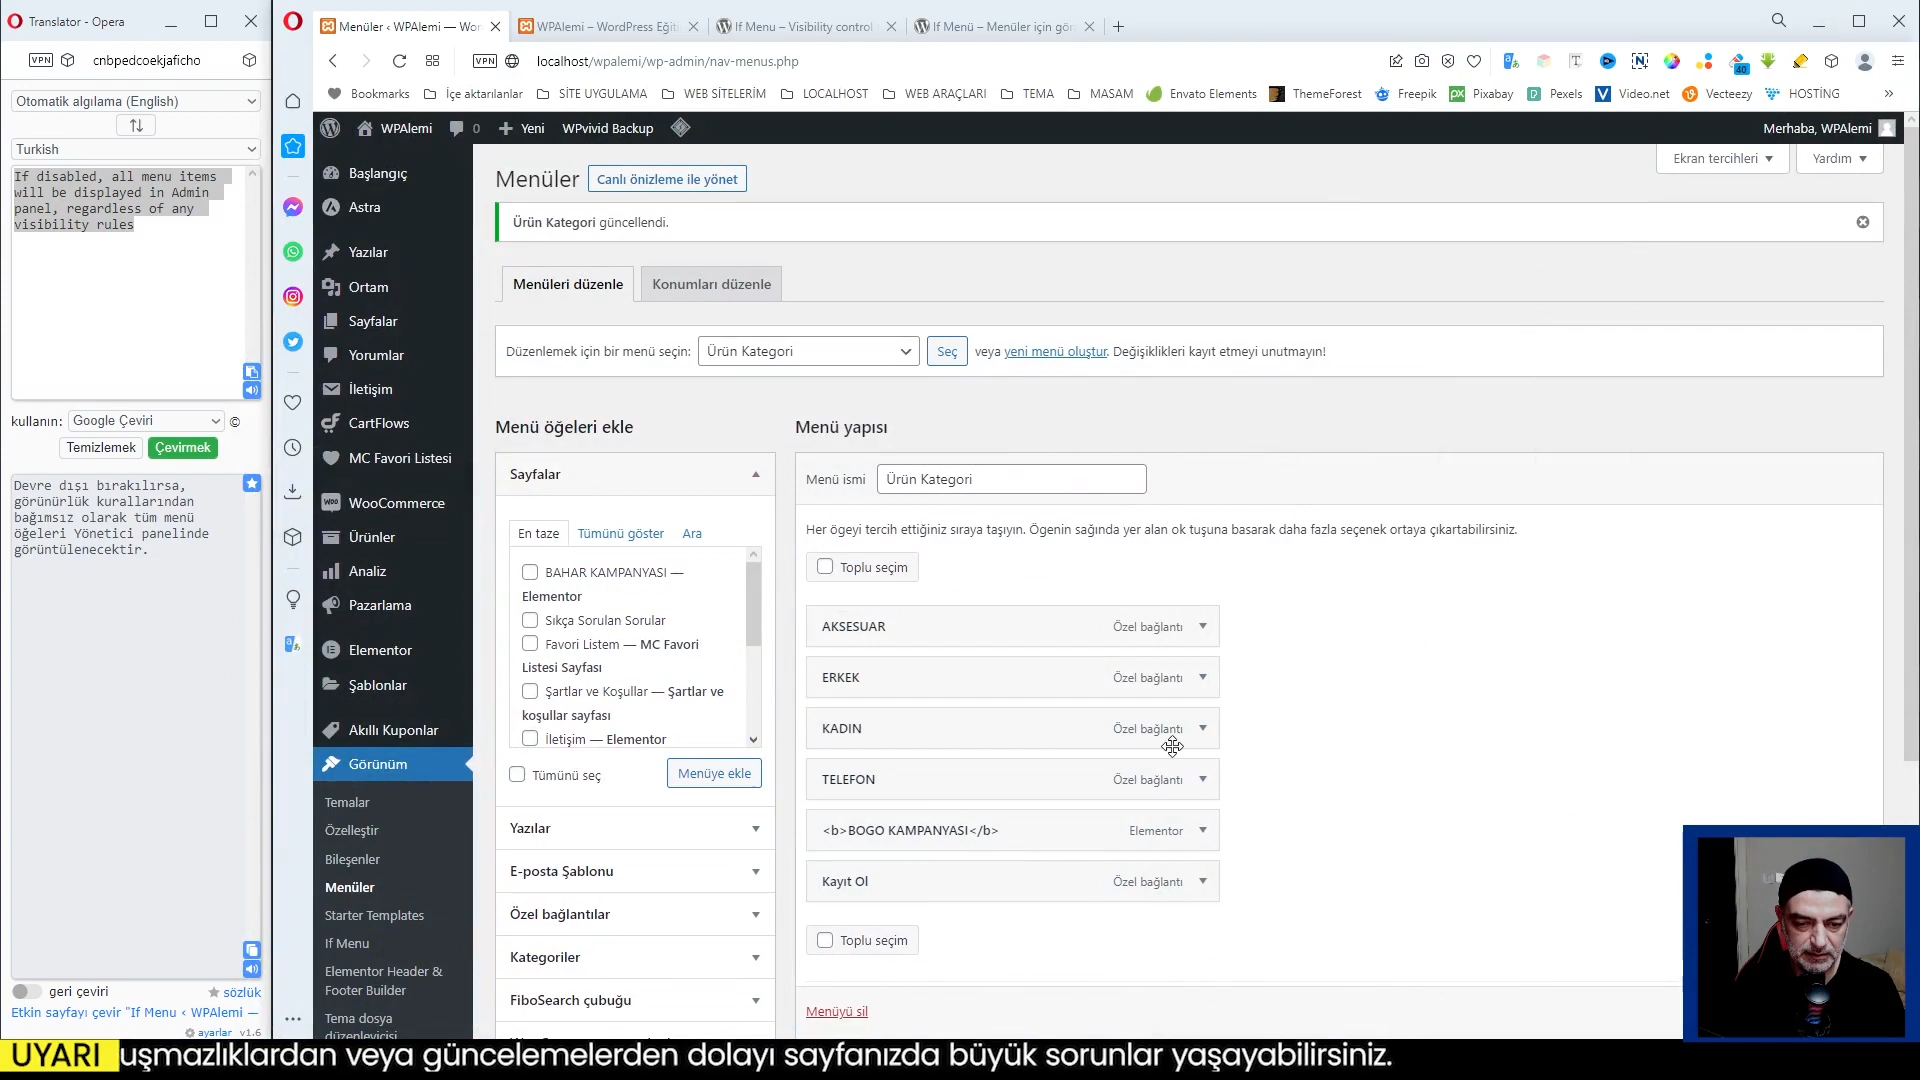 Translator - Opera
VPN
cnbpedcoekjaficho
Otomatik algılama (English)
Turkish
If disabled, all menu items
will be displayed in Admin
panel, regardless of any
visibility rules
kullanın:
Google Çeviri
©
Temizlemek
Çevirmek
Devre dışı bırakılırsa,
görünürlük kurallarından
bağımsız olarak tüm menü
öğeleri Yönetici panelinde
görüntülenecektir.
geri çeviri
sözlük
Etkin sayfayı çevir "If Menu ‹ WPAlemi —
ayarlar v1.6
Menüler ‹ WPAlemi — Wor
WPAlemi – WordPress Eğiti
If Menu – Visibility control
If Menü – Menüler için gör
VPN
localhost/wpalemi/wp-admin/nav-menus.php
40
Bookmarks
İçe aktarılanlar
SİTE UYGULAMA
WEB SİTELERİM
LOCALHOST
WEB ARAÇLARI
TEMA
MASAM
Envato Elements
ThemeForest
Freepik
px Pixabay
Pexels
Video.net
Vecteezy
HOSTİNG
WPAlemi
0
Yeni
WPvivid Backup
Merhaba, WPAlemi
Başlangıç
Astra
Yazılar
Ortam
Sayfalar
Yorumlar
İletişim
CartFlows
MC Favori Listesi
WooCommerce
Ürünler
Analiz
Pazarlama
Elementor
Şablonlar
Akıllı Kuponlar
Görünüm
Temalar
Özelleştir
Bileşenler
Menüler
Starter Templates
If Menu
Elementor Header &
Footer Builder
Tema dosya
düzenleyicisi
Ekran tercihleri
Yardım
Menüler
Canlı önizleme ile yönet
Ürün Kategori güncellendi.
Menüleri düzenle
Konumları düzenle
Düzenlemek için bir menü seçin:
Ürün Kategori
Seç
veya yeni menü oluştur. Değişiklikleri kayıt etmeyi unutmayın!
Menü öğeleri ekle
Sayfalar
En taze
Tümünü göster
Ara
BAHAR KAMPANYASI —
Elementor
Sıkça Sorulan Sorular
Favori Listem — MC Favori
Listesi Sayfası
Şartlar ve Koşullar — Şartlar ve
koşullar sayfası
İletişim — Elementor
Tümünü seç
Menüye ekle
Yazılar
E-posta Şablonu
Özel bağlantılar
Kategoriler
FiboSearch çubuğu
Menü yapısı
Menü ismi
Ürün Kategori
Her ögeyi tercih ettiğiniz sıraya taşıyın. Ögenin sağında yer alan ok tuşuna basarak daha fazla seçenek ortaya çıkartabilirsiniz.
Toplu seçim
AKSESUAR
Özel bağlantı
ERKEK
Özel bağlantı
KADIN
Özel bağlantı
TELEFON
Özel bağlantı
<b>BOGO KAMPANYASI</b>
Elementor
Kayıt Ol
Özel bağlantı
Toplu seçim
Menüyü sil
UYARI uşmazlıklardan veya güncelemelerden dolayı sayfanızda büyük sorunlar yaşayabilirsiniz.